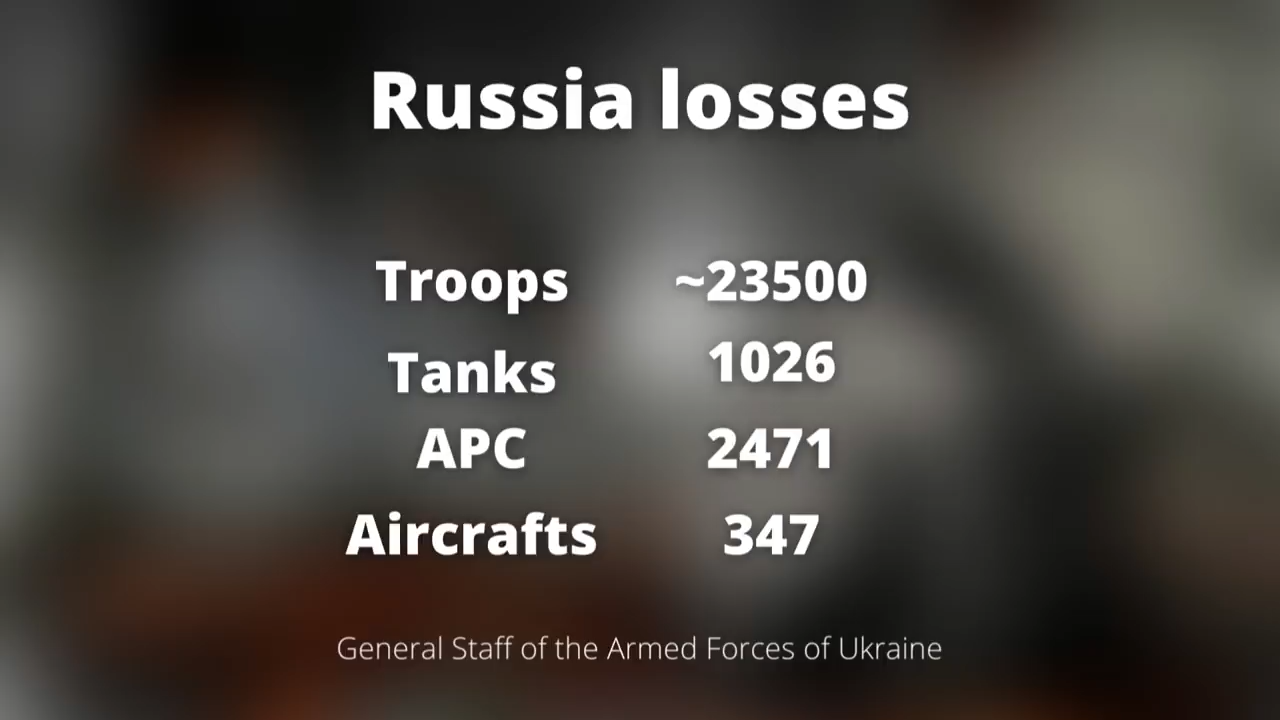 Russia losses
Troops ~23500
Tanks 1026
APC 2471
Aircrafts 347
General Staff of the Armed Forces of Ukraine